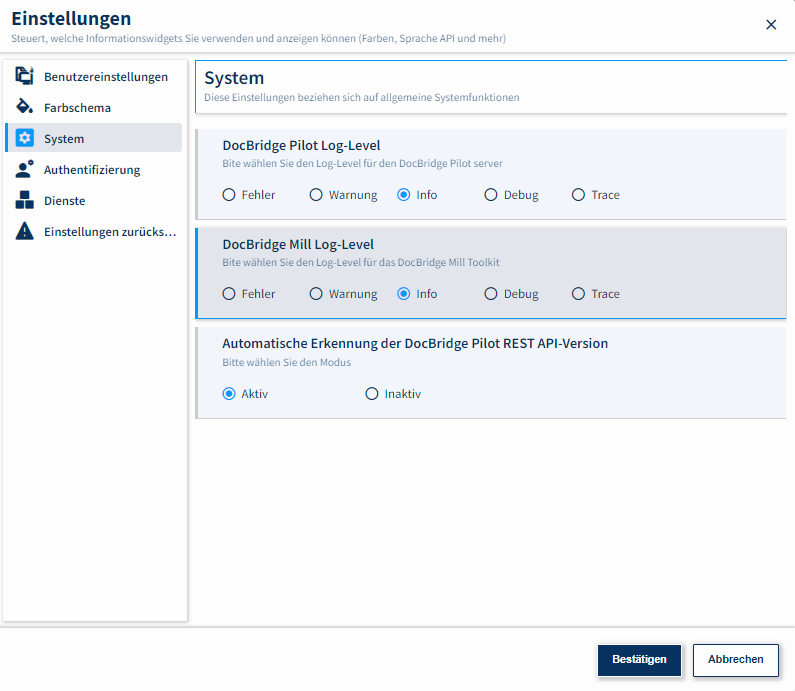 Einstellungen
Steuert, welche Informationswidgets Sie verwenden und anzeigen können (Farben, Sprache API und mehr)
Benutzereinstellungen
Farbschema
System
Authentifizierung
Dienste
Einstellungen zurücks...
System
Diese Einstellungen beziehen sich auf allgemeine Systemfunktionen
DocBridge Pilot Log-Level
Bite wählen Sie den Log-Level für den DocBridge Pilot server
Fehler Warnung Info Debug Trace
DocBridge Mill Log-Level
Bite wählen Sie den Log-Level für das DocBridge Mill Toolkit
Fehler Warnung Info Debug Trace
Automatische Erkennung der DocBridge Pilot REST API-Version
Bitte wählen Sie den Modus
Aktiv Inaktiv
Bestätigen Abbrechen